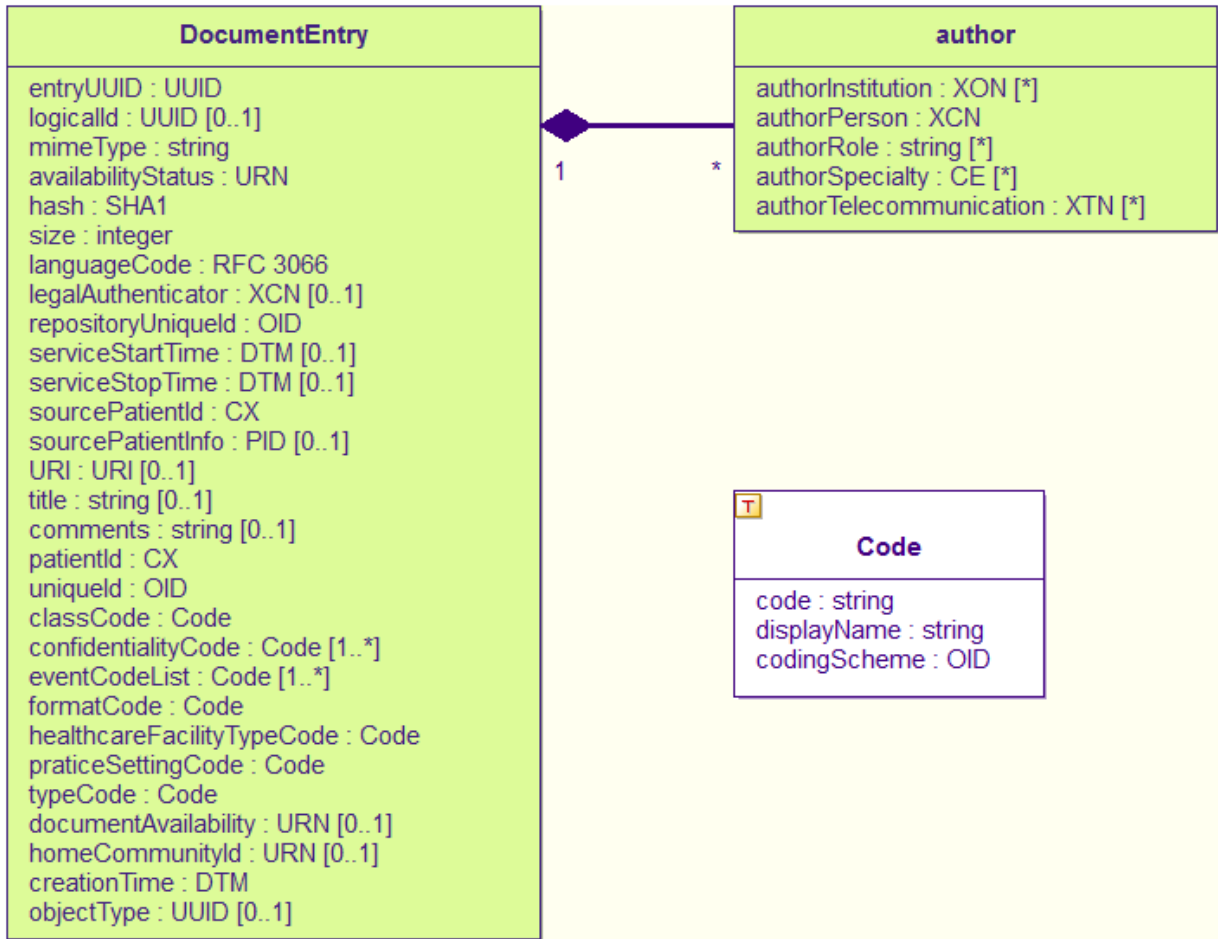 DocumentEntry
entryUUID : UUID
logicalId : UUID [0..1]
mimeType : string
availabilityStatus : URN
hash : SHA1
size : integer
languageCode : RFC 3066
legalAuthenticator : XCN [0..1]
repositoryUniqueId : OID
serviceStartTime : DTM [0..1]
serviceStopTime : DTM [0..1]
sourcePatientId : CX
sourcePatientInfo : PID [0..1]
URI : URI [0..1]
title : string [0..1]
comments : string [0..1]
patientId : CX
uniqueId : OID
classCode : Code
confidentialityCode : Code [1..*]
eventCodeList : Code [1..*]
formatCode : Code
healthcareFacilityTypeCode : Code
praticeSettingCode : Code
typeCode : Code
documentAvailability : URN [0..1]
homeCommunityId : URN [0..1]
creationTime : DTM
objectType : UUID [0..1]
1
*
author
authorInstitution : XON [*]
authorPerson : XCN
authorRole : string [*]
authorSpecialty : CE [*]
authorTelecommunication : XTN [*]
T
Code
code : string
displayName : string
codingScheme : OID